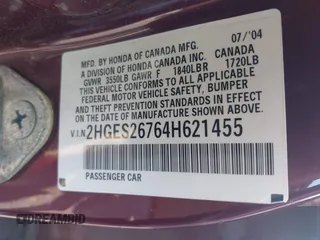 MFD. BY HONDA OF CANADA MFG. 07/'04
A DIVISION OF HONDA CANADA INC., CANADA
GVWR 3550LB GAWR F 1840LB R 1720LB
THIS VEHICLE CONFORMS TO ALL APPLICABLE
FEDERAL MOTOR VEHICLE SAFETY, BUMPER,
AND THEFT PREVENTION STANDARDS IN EFFECT
ON THE DATE OF MANUFACTURE SHOWN ABOVE.
V.I.N 2HGES26764H621455
PASSENGER CAR
DREAMBID